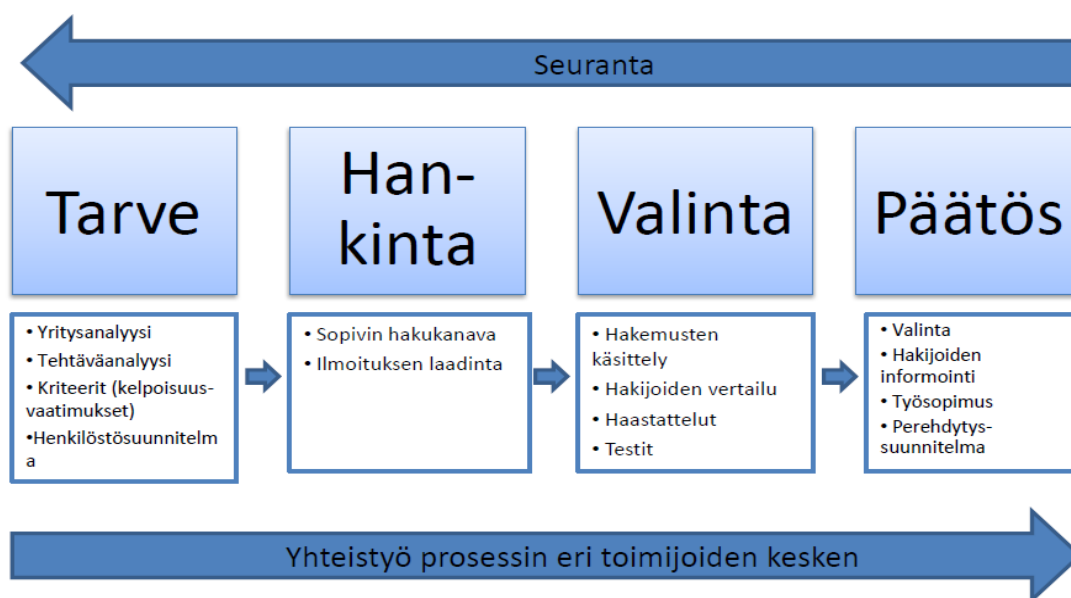 Seuranta
Tarve
Han-
kinta
Valinta
Päätös
• Yritysanalyysi
• Tehtäväanalyysi
• Kriteerit (kelpoisuus-
vaatimukset)
•Henkilöstösuunnitelm
a
• Sopivin hakukanava
• Ilmoituksen laadinta
• Hakemusten
käsittely
• Hakijoiden vertailu
• Haastattelut
• Testit
• Valinta
• Hakijoiden
informointi
• Työsopimus
• Perehdytys-
suunnitelma
Yhteistyö prosessin eri toimijoiden kesken